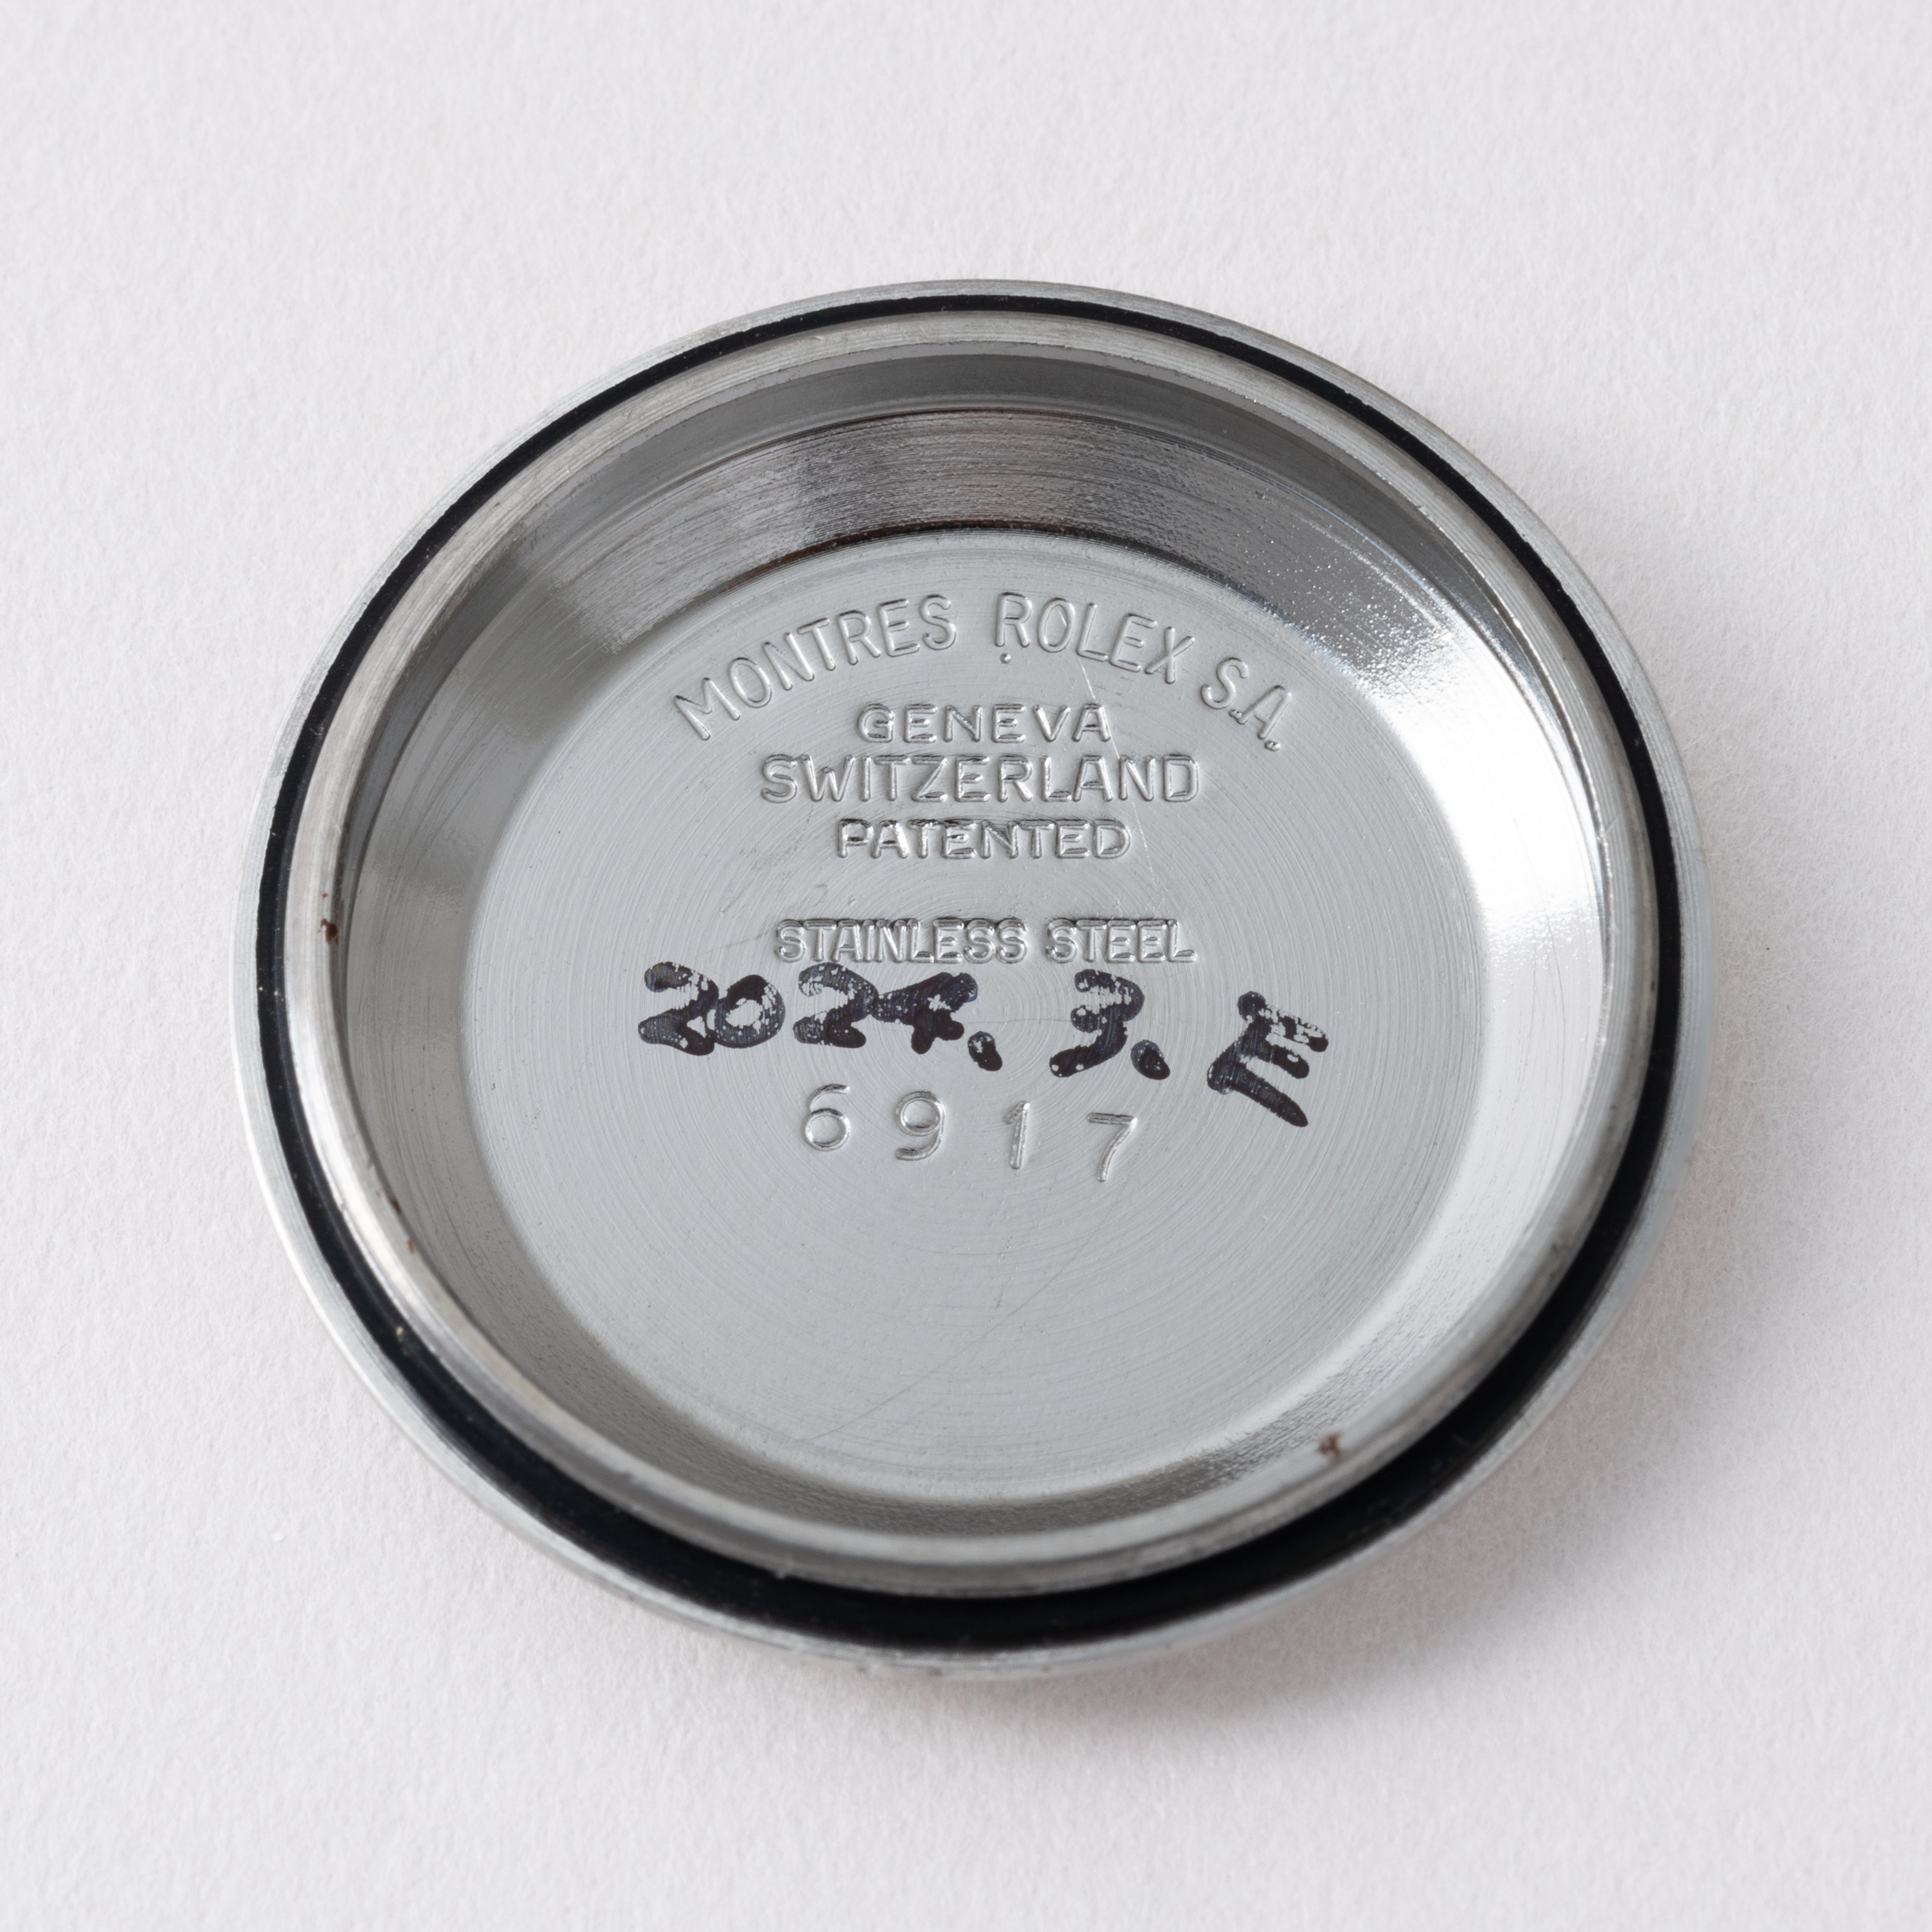 MONTRES ROLEX S.A.
GENEVA
SWITZERLAND
PATENTED
STAINLESS STEEL
2024. 3. E
6917